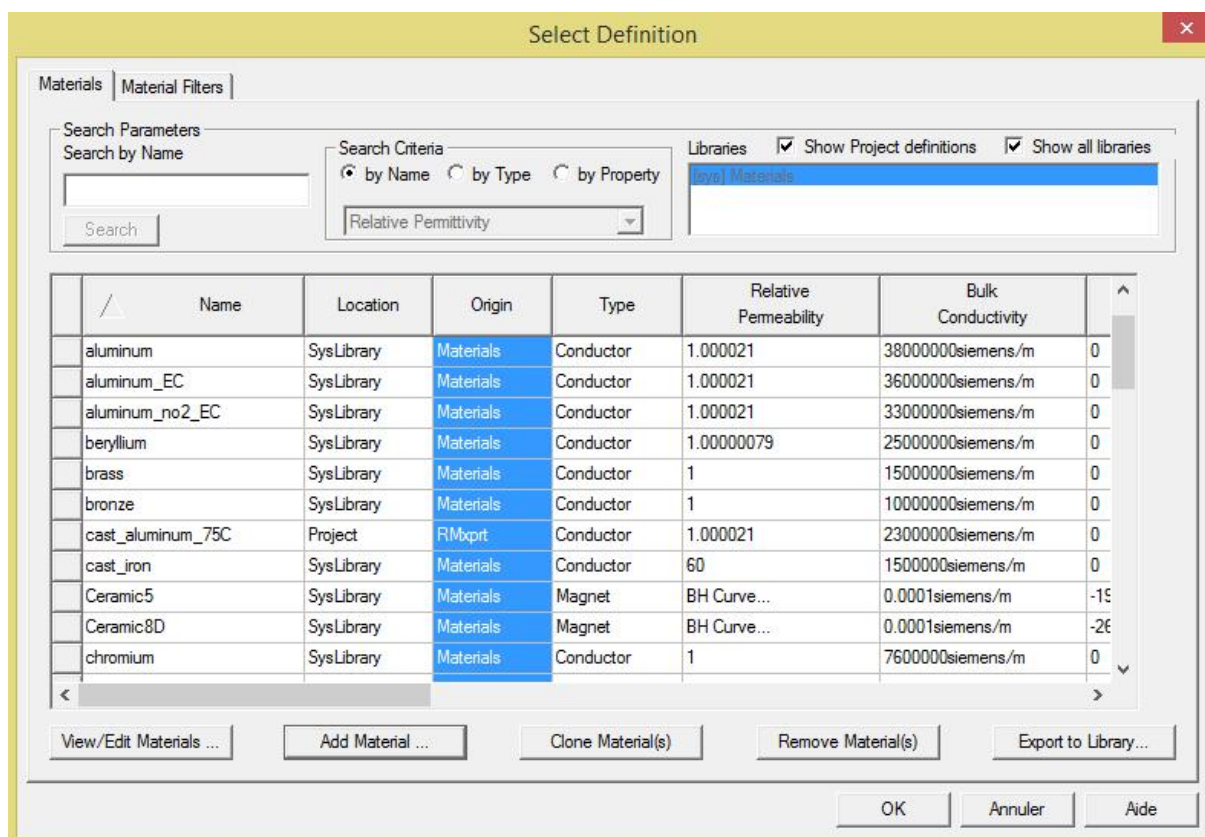 Select Definition
Materials Material Filters
Search Parameters
Search by Name
Search Criteria
by Name by Type by Property
Relative Permittivity
Search
Libraries Show Project definitions Show all libraries
[sys] Materials
Name Location Origin Type Relative Permeability Bulk Conductivity
aluminum SysLibrary Materials Conductor 1.000021 38000000siemens/m 0
aluminum_EC SysLibrary Materials Conductor 1.000021 36000000siemens/m 0
aluminum_no2_EC SysLibrary Materials Conductor 1.000021 33000000siemens/m 0
beryllium SysLibrary Materials Conductor 1.00000079 25000000siemens/m 0
brass SysLibrary Materials Conductor 1 15000000siemens/m 0
bronze SysLibrary Materials Conductor 1 10000000siemens/m 0
cast_aluminum_75C Project RMxprt Conductor 1.000021 23000000siemens/m 0
cast_iron SysLibrary Materials Conductor 60 1500000siemens/m 0
Ceramic5 SysLibrary Materials Magnet BH Curve... 0.0001siemens/m -19
Ceramic8D SysLibrary Materials Magnet BH Curve... 0.0001siemens/m -26
chromium SysLibrary Materials Conductor 1 7600000siemens/m 0
View/Edit Materials ... Add Material ... Clone Material(s) Remove Material(s) Export to Library...
OK Annuler Aide